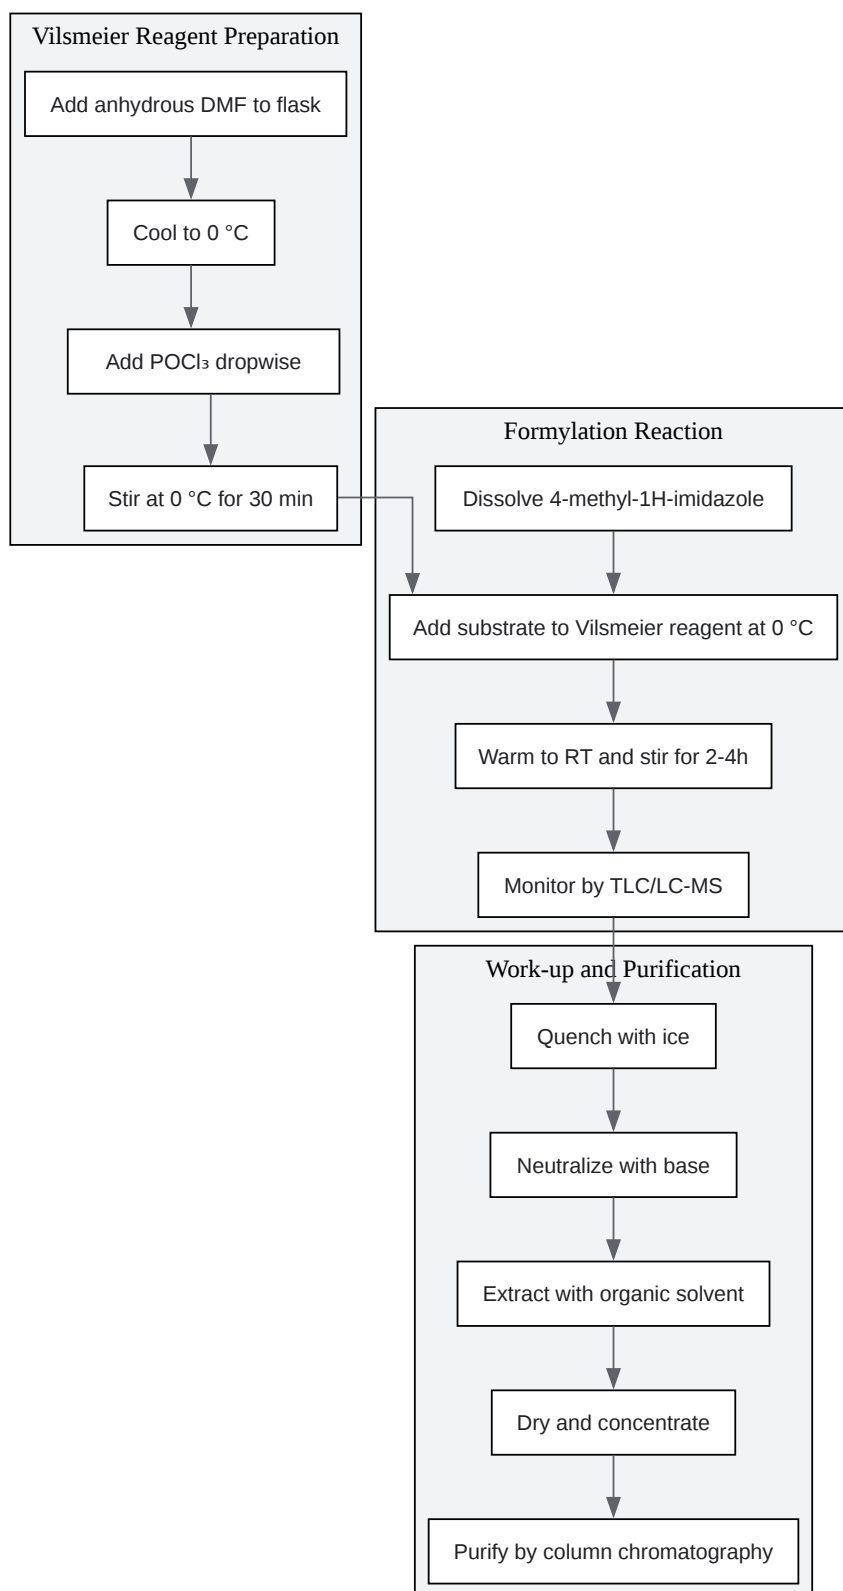 Vilsmeier Reagent Preparation
Add anhydrous DMF to flask
Cool to 0 °C
Add POCl₃ dropwise
Stir at 0 °C for 30 min
Formylation Reaction
Dissolve 4-methyl-1H-imidazole
Add substrate to Vilsmeier reagent at 0 °C
Warm to RT and stir for 2-4h
Monitor by TLC/LC-MS
Work-up and Purification
Quench with ice
Neutralize with base
Extract with organic solvent
Dry and concentrate
Purify by column chromatography